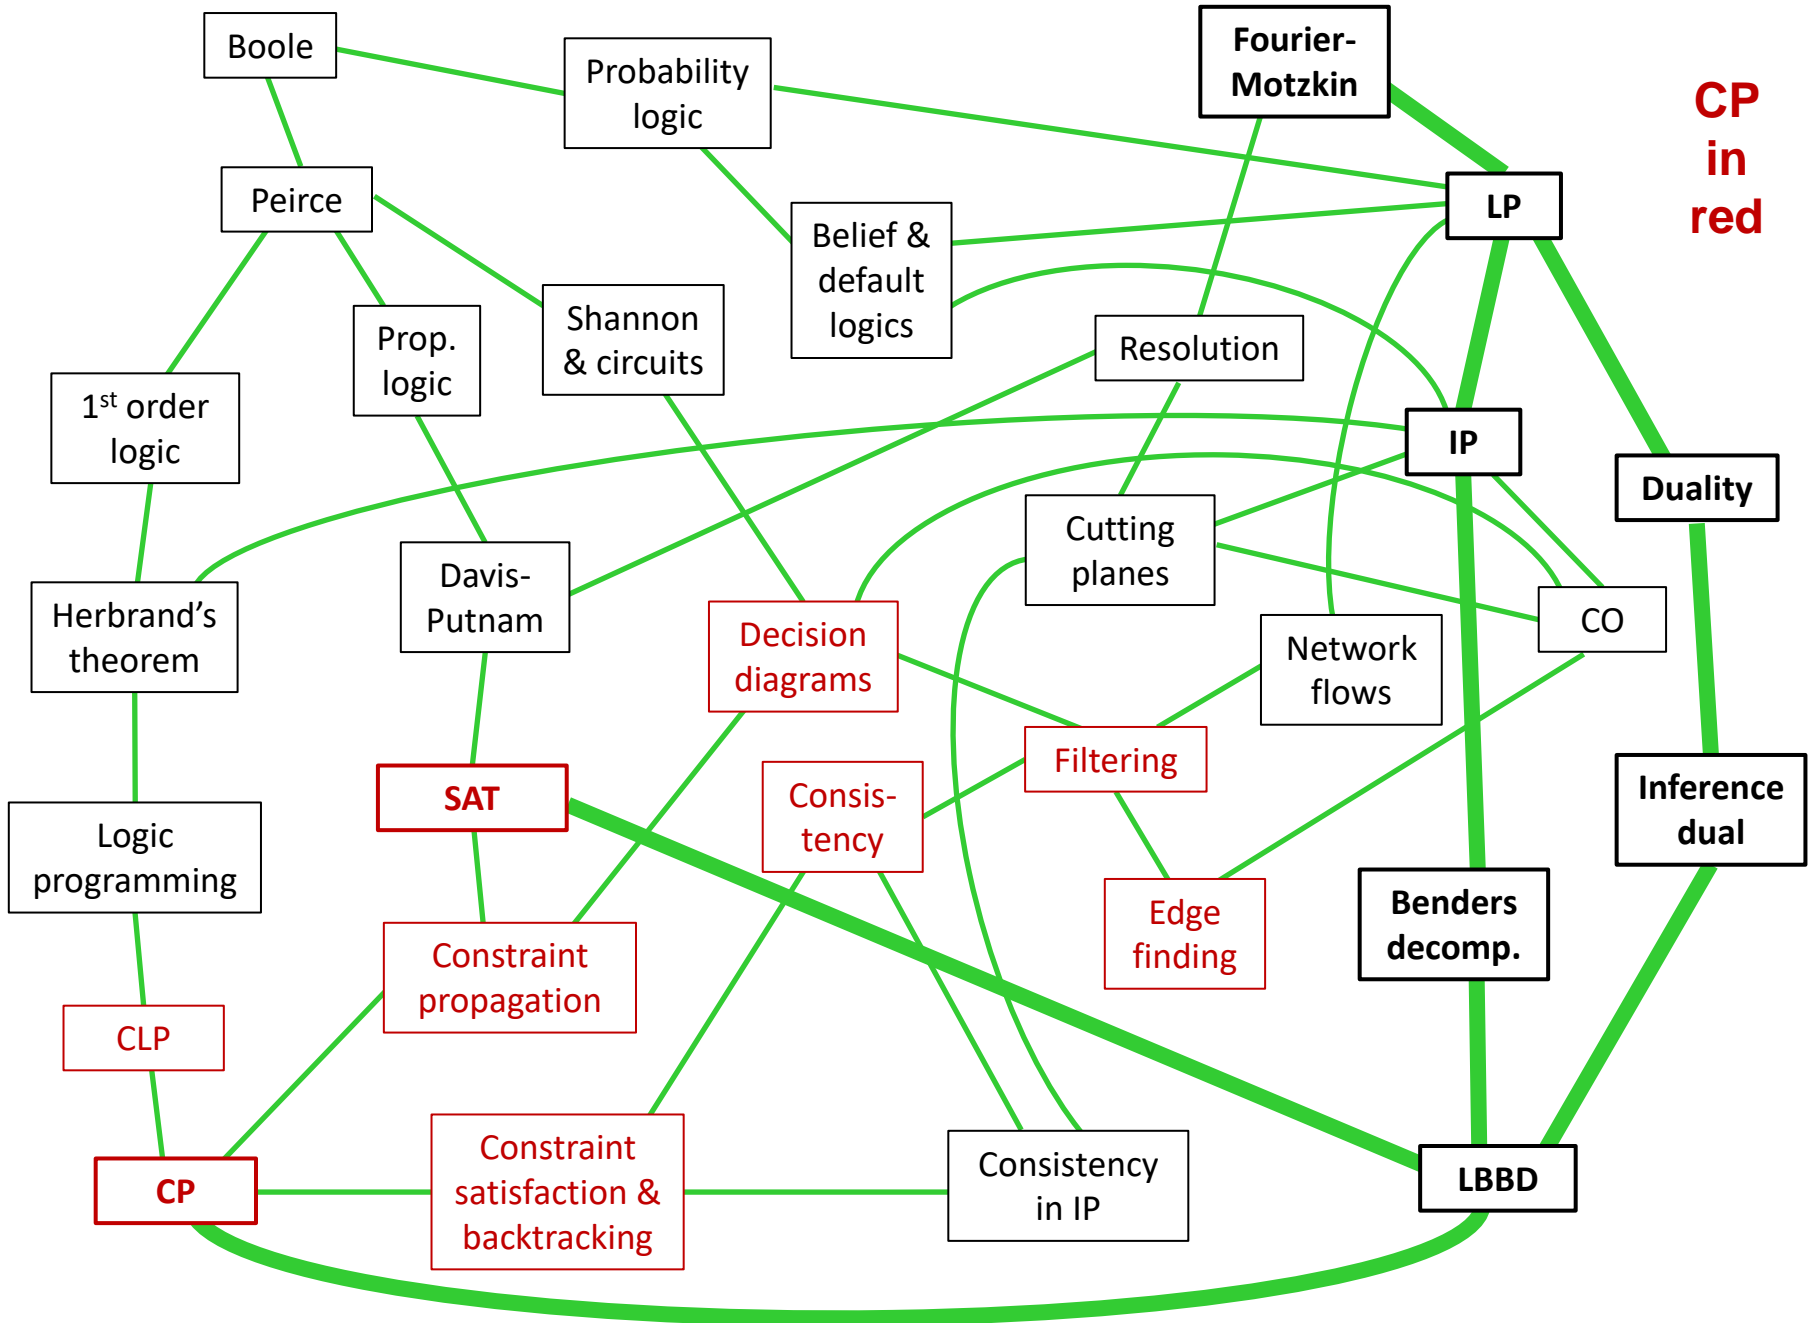 Boole
Probability
logic
Fourier-
Motzkin
CP
in
red
Peirce
LP
Belief &
default
logics
Shannon
& circuits
Prop.
logic
Resolution
1st order
logic
IP
Duality
Cutting
planes
Davis-
Putnam
Herbrand’s
theorem
Decision
diagrams
CO
Network
flows
Filtering
SAT
Consis-
tency
Inference
dual
Logic
programming
Edge
finding
Benders
decomp.
Constraint
propagation
CLP
Constraint
satisfaction &
backtracking
Consistency
in IP
LBBD
CP